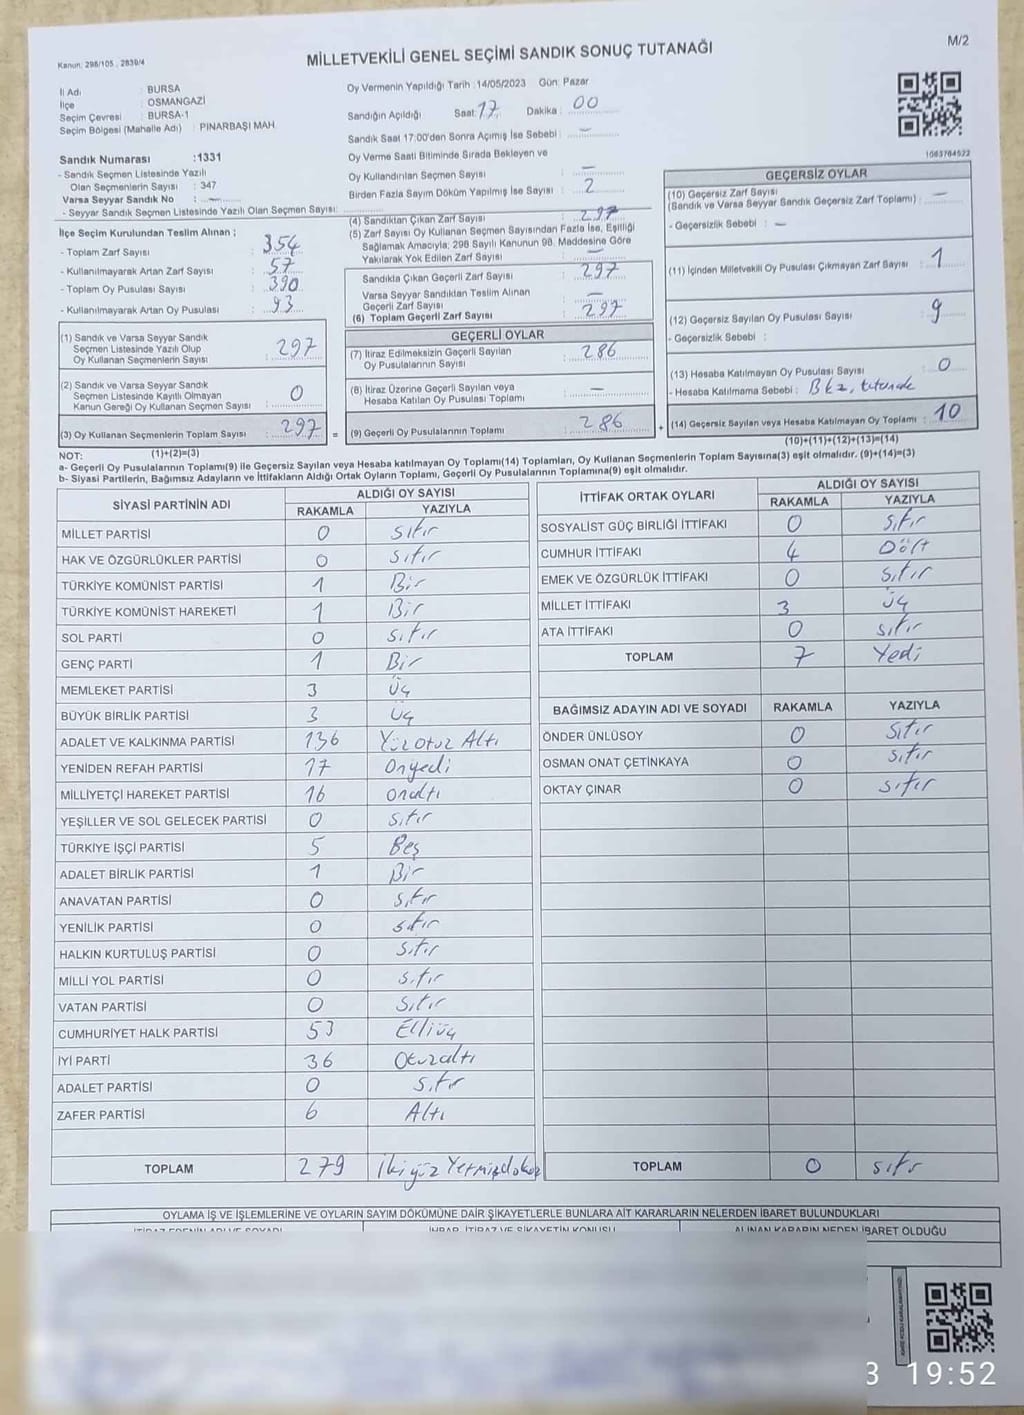 Kanun: 298/105, 2839/4
MİLLETVEKİLİ GENEL SEÇİMİ SANDIK SONUÇ TUTANAĞI
M/2
İl Adı : BURSA
İlçe : OSMANGAZİ
Seçim Çevresi : BURSA-1
Seçim Bölgesi (Mahalle Adı) : PINARBAŞI MAH
Sandık Numarası :1331
- Sandık Seçmen Listesinde Yazılı
Olan Seçmenlerin Sayısı : 347
Varsa Seyyar Sandık No : —
- Seyyar Sandık Seçmen Listesinde Yazılı Olan Seçmen Sayısı:
Oy Vermenin Yapıldığı Tarih :14/05/2023 Gün: Pazar
Sandığın Açıldığı Saat: 17 Dakika : 00
Sandık Saat 17:00'den Sonra Açılmış İse Sebebi : —
Oy Verme Saati Bitiminde Sırada Bekleyen ve
Oy Kullandırılan Seçmen Sayısı : —
Birden Fazla Sayım Döküm Yapılmış İse Sayısı : 2
1063764522
İlçe Seçim Kurulundan Teslim Alınan ;
- Toplam Zarf Sayısı : 354
- Kullanılmayarak Artan Zarf Sayısı : 57
- Toplam Oy Pusulası Sayısı : 390
- Kullanılmayarak Artan Oy Pusulası : 93
(1) Sandık ve Varsa Seyyar Sandık
Seçmen Listesinde Yazılı Olup
Oy Kullanan Seçmenlerin Sayısı : 297
(2) Sandık ve Varsa Seyyar Sandık
Seçmen Listesinde Kayıtlı Olmayan
Kanun Gereği Oy Kullanan Seçmen Sayısı : 0
(3) Oy Kullanan Seçmenlerin Toplam Sayısı : 297
(1)+(2)=(3)
(4) Sandıktan Çıkan Zarf Sayısı : 297
(5) Zarf Sayısı Oy Kullanan Seçmen Sayısından Fazla İse, Eşitliği
Sağlamak Amacıyla; 298 Sayılı Kanunun 98. Maddesine Göre
Yakılarak Yok Edilen Zarf Sayısı : —
Sandıkta Çıkan Geçerli Zarf Sayısı : 297
Varsa Seyyar Sandıktan Teslim Alınan
Geçerli Zarf Sayısı : —
(6) Toplam Geçerli Zarf Sayısı : 297
GEÇERLİ OYLAR
(7) İtiraz Edilmeksizin Geçerli Sayılan
Oy Pusulasının Sayısı : 286
(8) İtiraz Üzerine Geçerli Sayılan veya
Hesaba Katılan Oy Pusulası Toplamı : —
= (9) Geçerli Oy Pusulalarının Toplamı : 286
GEÇERSİZ OYLAR
(10) Geçersiz Zarf Sayısı : —
(Sandık ve Varsa Seyyar Sandık Geçersiz Zarf Toplamı)
- Geçersizlik Sebebi : —
(11) İçinden Milletvekili Oy Pusulası Çıkmayan Zarf Sayısı : 1
(12) Geçersiz Sayılan Oy Pusulası Sayısı : 9
- Geçersizlik Sebebi :
(13) Hesaba Katılmayan Oy Pusulası Sayısı : 0
- Hesaba Katılmama Sebebi : Bkz, tutanak
+ (14) Geçersiz Sayılan veya Hesaba Katılmayan Oy Toplamı : 10
(10)+(11)+(12)+(13)=(14)
NOT:
a- Geçerli Oy Pusulalarının Toplamı(9) ile Geçersiz Sayılan veya Hesaba katılmayan Oy Toplamı(14) Toplamları, Oy Kullanan Seçmenlerin Toplam Sayısına(3) eşit olmalıdır. (9)+(14)=(3)
b- Siyasi Partilerin, Bağımsız Adayların ve İttifakların Aldığı Ortak Oyların Toplamı, Geçerli Oy Pusulalarının Toplamına(9) eşit olmalıdır.
SİYASİ PARTİNİN ADI ALDIĞI OY SAYISI
RAKAMLA YAZIYLA
MİLLET PARTİSİ 0 sıfır
HAK VE ÖZGÜRLÜKLER PARTİSİ 0 sıfır
TÜRKİYE KOMÜNİST PARTİSİ 1 Bir
TÜRKİYE KOMÜNİST HAREKETİ 1 Bir
SOL PARTİ 0 sıfır
GENÇ PARTİ 1 Bir
MEMLEKET PARTİSİ 3 Üç
BÜYÜK BİRLİK PARTİSİ 3 Üç
ADALET VE KALKINMA PARTİSİ 136 Yüz Otuz Altı
YENİDEN REFAH PARTİSİ 17 Onyedi
MİLLİYETÇİ HAREKET PARTİSİ 16 Onaltı
YEŞİLLER VE SOL GELECEK PARTİSİ 0 sıfır
TÜRKİYE İŞÇİ PARTİSİ 5 Beş
ADALET BİRLİK PARTİSİ 1 Bir
ANAVATAN PARTİSİ 0 sıfır
YENİLİK PARTİSİ 0 sıfır
HALKIN KURTULUŞ PARTİSİ 0 sıfır
MİLLİ YOL PARTİSİ 0 sıfır
VATAN PARTİSİ 0 sıfır
CUMHURİYET HALK PARTİSİ 53 Elliüç
İYİ PARTİ 36 Otuzaltı
ADALET PARTİSİ 0 sıfır
ZAFER PARTİSİ 6 Altı
TOPLAM 279 İkiyüz Yetmişdokuz
İTTİFAK ORTAK OYLARI ALDIĞI OY SAYISI
RAKAMLA YAZIYLA
SOSYALİST GÜÇ BİRLİĞİ İTTİFAKI 0 sıfır
CUMHUR İTTİFAKI 4 Dört
EMEK VE ÖZGÜRLÜK İTTİFAKI 0 sıfır
MİLLET İTTİFAKI 3 Üç
ATA İTTİFAKI 0 sıfır
TOPLAM 7 Yedi
BAĞIMSIZ ADAYIN ADI VE SOYADI RAKAMLA YAZIYLA
ÖNDER ÜNLÜSOY 0 Sıfır
OSMAN ONAT ÇETİNKAYA 0 sıfır
OKTAY ÇINAR 0 sıfır
TOPLAM 0 sıfır
OYLAMA İŞ VE İŞLEMLERİNE VE OYLARIN SAYIM DÖKÜMÜNE DAİR ŞİKAYETLERLE BUNLARA AİT KARARLARIN NELERDEN İBARET BULUNDUKLARI
İTİRAZ EDENİN ADI VE SOYADI İHBAR, İTİRAZ VE ŞİKAYETİN KONUSU ALINAN KARARIN NEDEN İBARET OLDUĞU
3 19:52